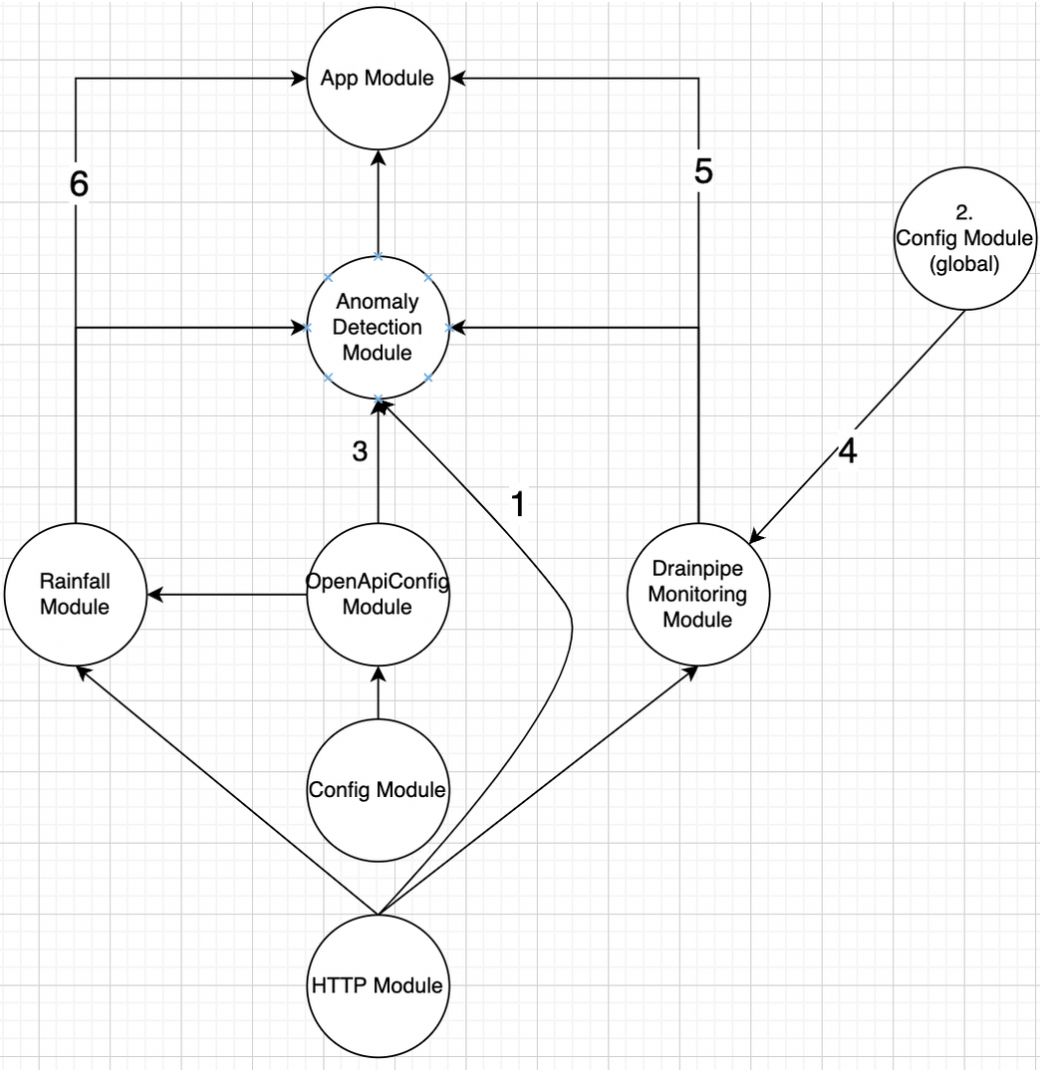 App Module
6
5
2.
Config Module
(global)
Anomaly
Detection
Module
3
4
1
Rainfall
Module
OpenApiConfig
Module
Drainpipe
Monitoring
Module
Config Module
HTTP Module